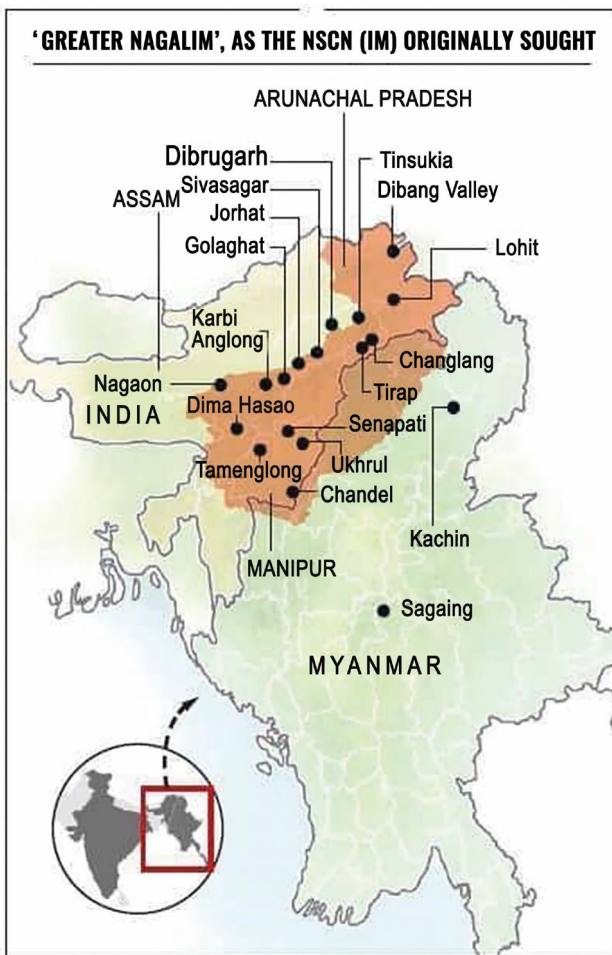 ‘GREATER NAGALIM’, AS THE NSCN (IM) ORIGINALLY SOUGHT
ARUNACHAL PRADESH
Dibrugarh
Tinsukia
Sivasagar
Dibang Valley
ASSAM
Jorhat
Golaghat
Lohit
Karbi
Anglong
Changlang
Nagaon
Tirap
Dima Hasao
INDIA
Senapati
Ukhrul
Tamenglong
Chandel
Kachin
MANIPUR
Sagaing
MYANMAR